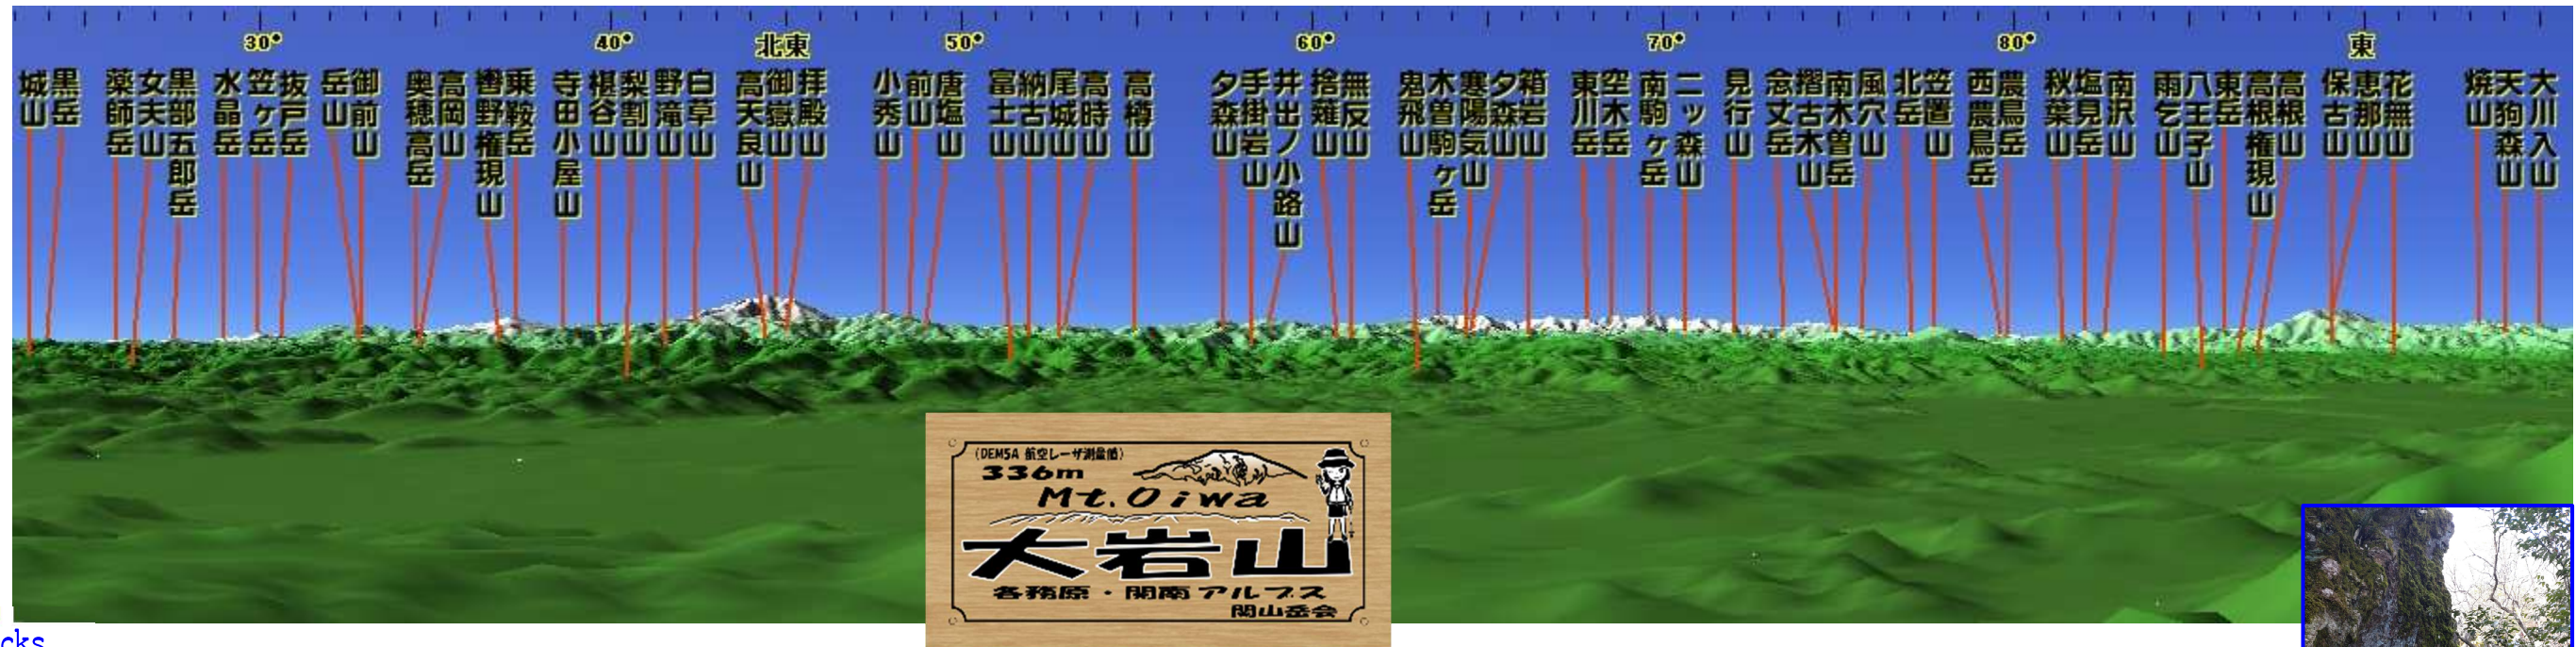 30°
40°
北東
50°
60°
70°
80°
東
城山
黒岳
薬師岳
女夫山
黒部五郎岳
水晶岳
笠ヶ岳
抜戸岳
岳山
御前山
奥穂高岳
高岡山
轡野権現山
乗鞍岳
寺田小屋山
椹谷山
梨割山
野滝山
白草山
高天良山
御嶽山
拝殿山
小秀山
前山
唐塩山
富士山
納古山
尾城山
高時山
高樽山
夕森山
手掛岩山
井出ノ小路山
捨薙山
無反山
鬼飛山
木曽駒ヶ岳
寒陽気山
夕森山
箱岩山
東川岳
空木岳
南駒ヶ岳
二ッ森山
見行山
念丈岳
摺古木山
南木曽岳
風穴山
北岳
笠置山
西農鳥岳
農鳥岳
秋葉山
塩見岳
南沢山
雨乞山
八王子山
東岳
高根権現山
高根山
保古山
恵那山
花無山
焼山
天狗森山
大川入山
(DEM5A 航空レーザ測量値)
336m
Mt.Oiwa
大岩山
各務原・関南アルプス
関山岳会
cks